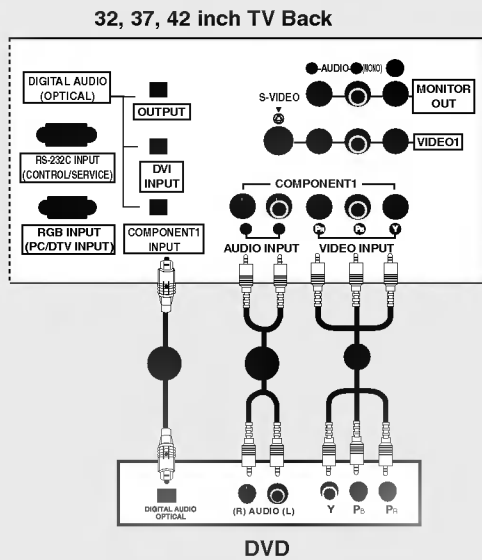 32, 37, 42 inch TV Back
DIGITAL AUDIO
(OPTICAL)
OUTPUT
AUDIO
(MONO)
S-VIDEO
MONITOR
OUT
VIDEO1
RS-232C INPUT
(CONTROL/SERVICE)
DVI
INPUT
RGB INPUT
(PC/DTV INPUT)
COMPONENT1
INPUT
COMPONENT1
PR
PB
Y
AUDIO INPUT
VIDEO INPUT
DIGITAL AUDIO
OPTICAL
(R) AUDIO (L)
Y
PB
PR
DVD